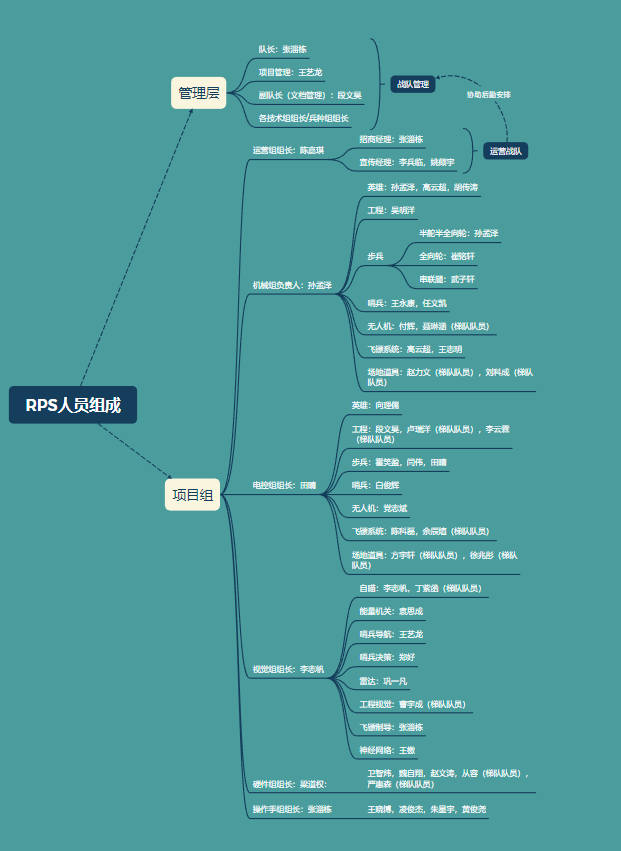 队长：张淄栋
项目管理：王艺龙
管理层
副队长（文档管理）：段文昊
各技术组组长/兵种组组长
战队管理
协助后勤安排
运营组组长：陈嘉琪
招商经理：张淄栋
宣传经理：李兵临，姚颐宇
运营战队
机械组负责人：孙孟泽
英雄：孙孟泽，高云超，胡传涛
工程：吴明洋
步兵
半舵半全向轮：孙孟泽
全向轮：崔铭轩
串联腿：武子轩
哨兵：王永康，任文凯
无人机：付辉，聂琳涵（梯队队员）
飞镖系统：高云超，王志明
场地道具：赵力文（梯队队员），刘科成（梯队
队员）
RPS人员组成
项目组
电控组组长：田晴
英雄：向理儒
工程：段文昊，卢瑞洋（梯队队员），李云霖
（梯队队员）
步兵：霍笑盈，闫伟，田晴
哨兵：白俊辉
无人机：党志斌
飞镖系统：陈科磊，余辰熺（梯队队员）
场地道具：方宇轩（梯队队员），徐兆彤（梯队
队员）
视觉组组长：李志帆
自瞄：李志帆，丁紫函（梯队队员）
能量机关：袁思成
哨兵导航：王艺龙
哨兵决策：郑好
雷达：巩一凡
工程视觉：曹宇成（梯队队员）
飞镖制导：张淄栋
神经网络：王傲
硬件组组长：梁道权：
卫智炜，魏自翔，赵文涛，从容（梯队队员），
严惠森（梯队队员）
操作手组组长：张淄栋
王晓博，凌俊杰，朱星宇，黄俊尧